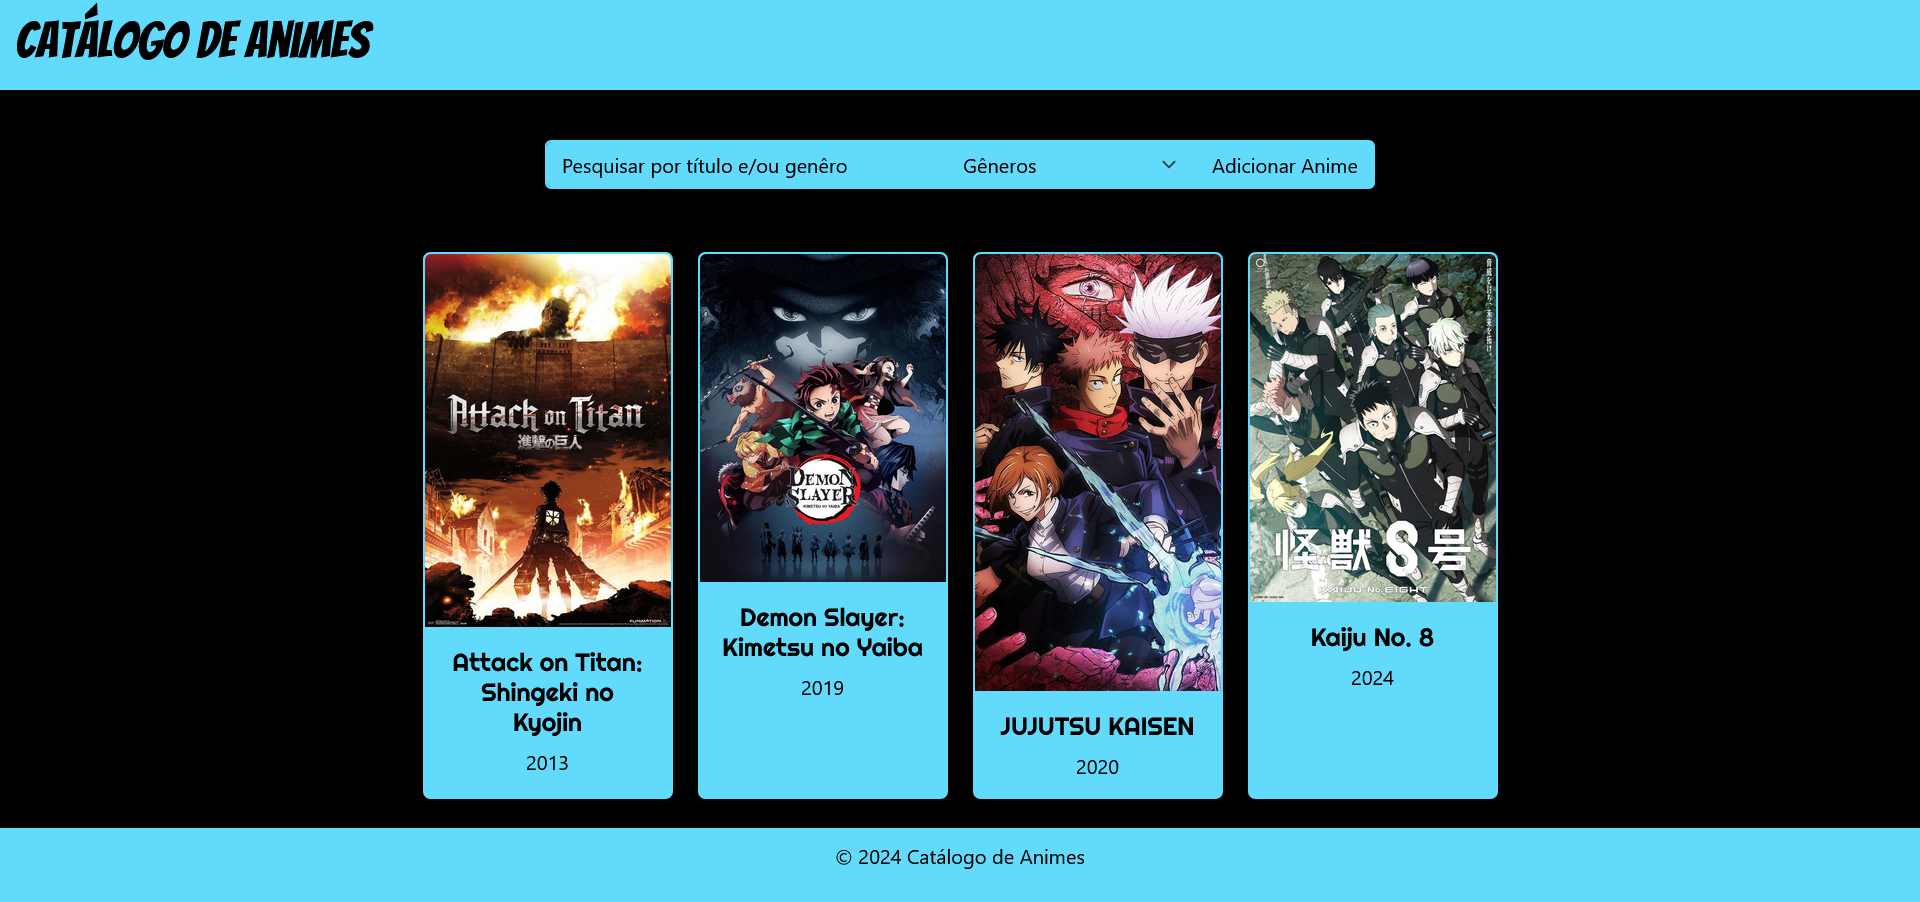 CATÁLOGO DE ANIMES
Pesquisar por título e/ou genêro
Gêneros
Adicionar Anime
Attack on Titan
進撃の巨人
FUNIMATION
Attack on Titan:
Shingeki no
Kyojin
2013
DEMON
SLAYER
KIMETSU NO YAIBA
Demon Slayer:
Kimetsu no Yaiba
2019
JUJUTSU KAISEN
2020
怪獣8号
KAIJU No.EIGHT
Kaiju No. 8
2024
© 2024 Catálogo de Animes